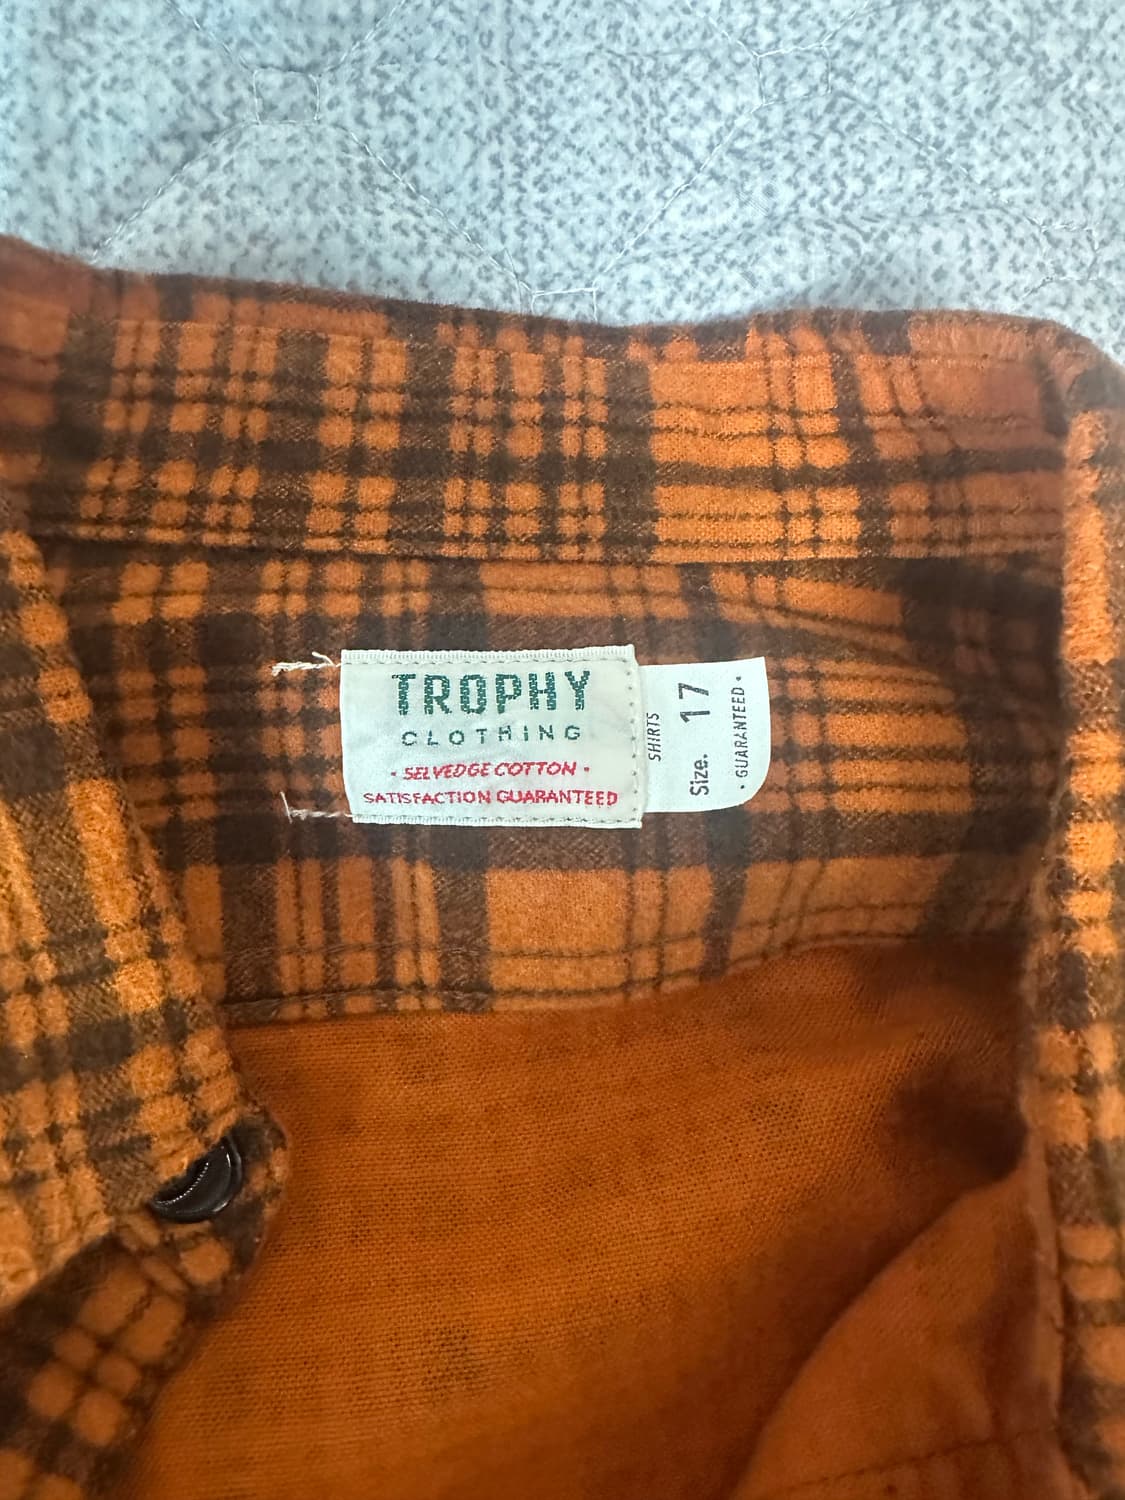 TROPHY
CLOTHING
• SELVEDGE COTTON •
SATISFACTION GUARANTEED
SHIRTS
Size. 17
• GUARANTEED •